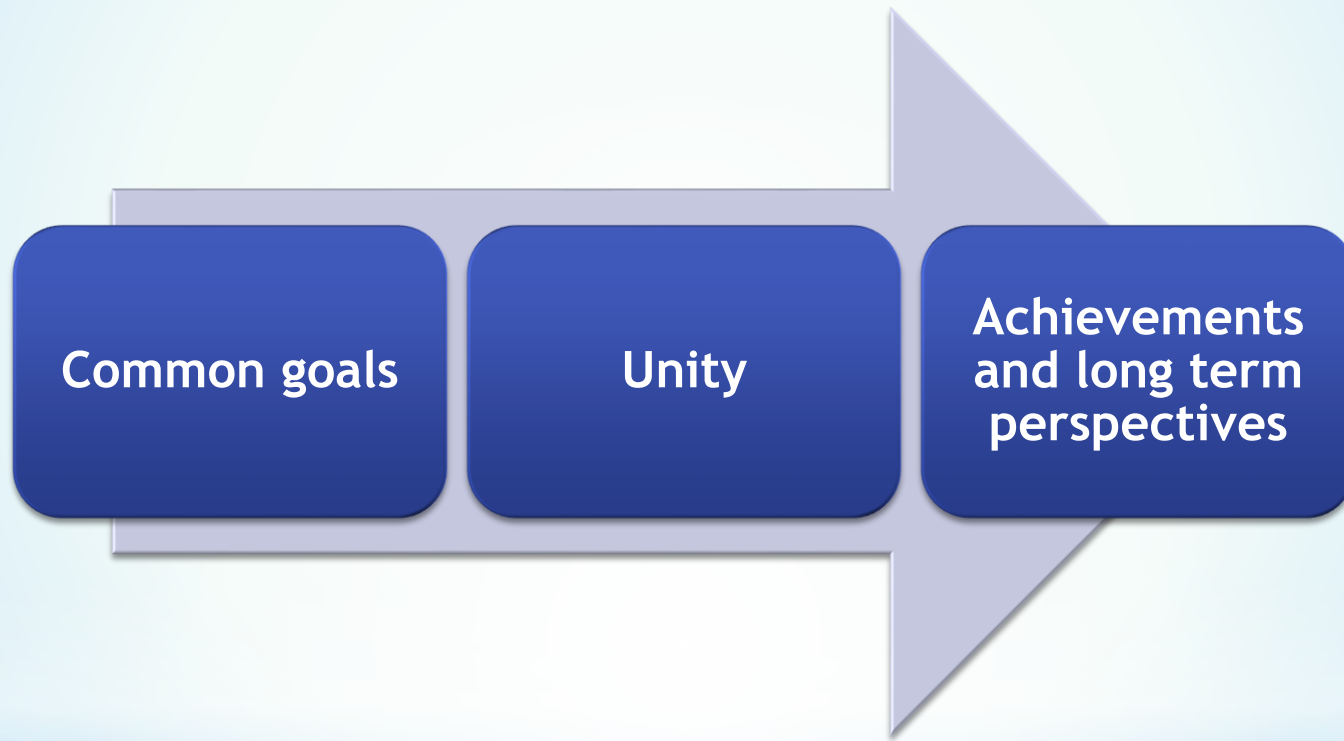 Common goals
Unity
Achievements
and long term
perspectives